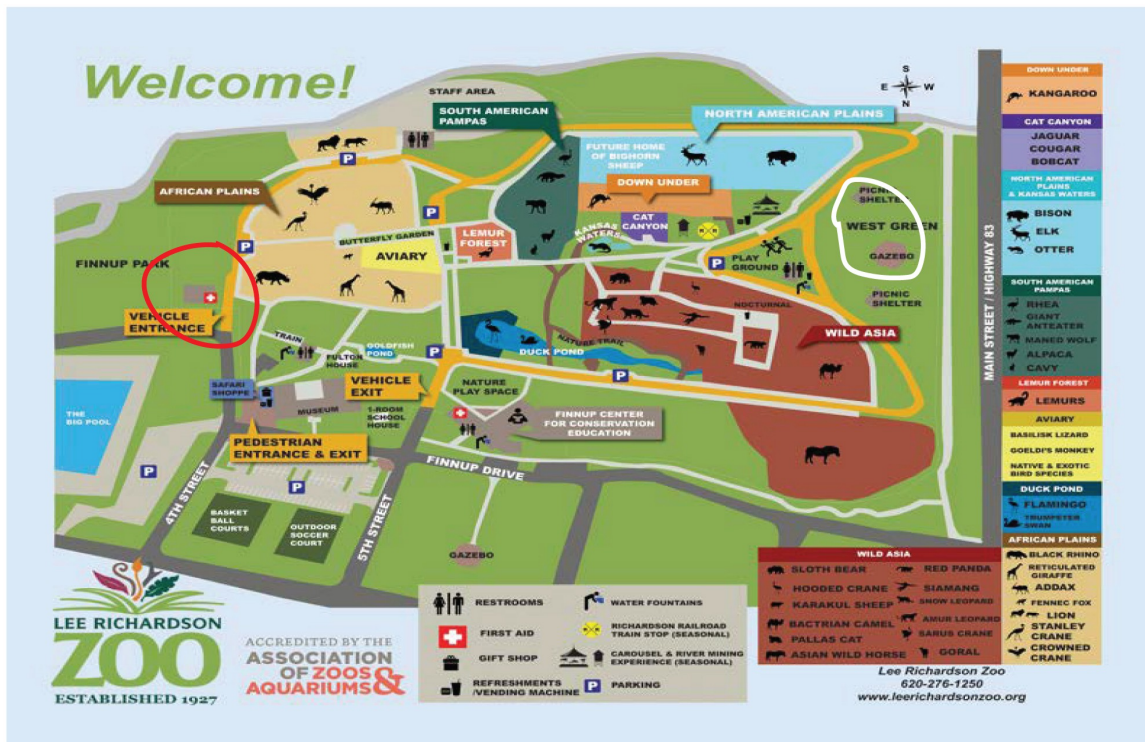 Welcome!
STAFF AREA
SOUTH AMERICAN
PAMPAS
NORTH AMERICAN PLAINS
S
E W
N
FUTURE HOME
OF BIGHORN
SHEEP
DOWN UNDER
AFRICAN PLAINS
P
P
P
PICNIC
SHELTER
WEST GREEN
GAZEBO
PICNIC
SHELTER
CAT
CANYON
KANSAS
WATERS
LEMUR
FOREST
BUTTERFLY GARDEN
AVIARY
PLAY
GROUND
P
FINNUP PARK
VEHICLE
ENTRANCE
NOCTURNAL
WILD ASIA
NATURE TRAIL
DUCK POND
TRAIN
FULTON
HOUSE
GOLDFISH
POND
P
P
VEHICLE
EXIT
NATURE
PLAY SPACE
SAFARI
SHOPPE
MUSEUM
1-ROOM
SCHOOL
HOUSE
FINNUP CENTER
FOR CONSERVATION
EDUCATION
THE
BIG POOL
PEDESTRIAN
ENTRANCE & EXIT
FINNUP DRIVE
P
P
4TH STREET
5TH STREET
BASKET
BALL
COURTS
OUTDOOR
SOCCER
COURT
GAZEBO
MAIN STREET / HIGHWAY 83
DOWN UNDER
KANGAROO
CAT CANYON
JAGUAR
COUGAR
BOBCAT
NORTH AMERICAN
PLAINS
& KANSAS WATERS
BISON
ELK
OTTER
SOUTH AMERICAN
PAMPAS
RHEA
GIANT
ANTEATER
MANED WOLF
ALPACA
CAVY
LEMUR FOREST
LEMURS
AVIARY
BASILISK LIZARD
GOELDI'S MONKEY
NATIVE & EXOTIC
BIRD SPECIES
DUCK POND
FLAMINGO
TRUMPETER
SWAN
AFRICAN PLAINS
BLACK RHINO
RETICULATED
GIRAFFE
ADDAX
FENNEC FOX
LION
STANLEY
CRANE
CROWNED
CRANE
WILD ASIA
SLOTH BEAR
HOODED CRANE
KARAKUL SHEEP
BACTRIAN CAMEL
PALLAS CAT
ASIAN WILD HORSE
RED PANDA
SIAMANG
SNOW LEOPARD
AMUR LEOPARD
SARUS CRANE
GORAL
RESTROOMS
FIRST AID
GIFT SHOP
REFRESHMENTS
/VENDING MACHINE
WATER FOUNTAINS
RICHARDSON RAILROAD
TRAIN STOP (SEASONAL)
CAROUSEL & RIVER MINING
EXPERIENCE (SEASONAL)
P PARKING
LEE RICHARDSON
ZOO
ESTABLISHED 1927
ACCREDITED BY THE
ASSOCIATION
OF ZOOS
AQUARIUMS &
Lee Richardson Zoo
620-276-1250
www.leerichardsonzoo.org